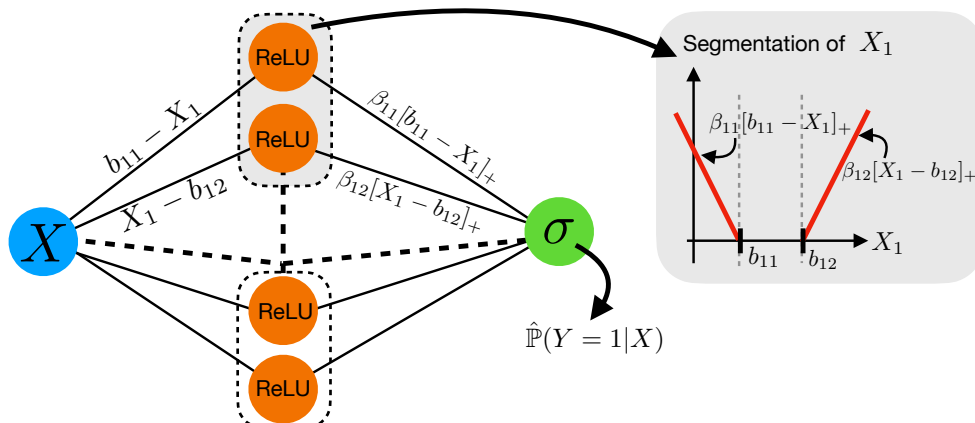 ReLU
ReLU
b₁₁ − X₁
X₁ − b₁₂
β₁₁[b₁₁ − X₁]₊
β₁₂[X₁ − b₁₂]₊
X
σ
ReLU
ReLU
P̂(Y = 1|X)
Segmentation of X₁
β₁₁[b₁₁ − X₁]₊
β₁₂[X₁ − b₁₂]₊
b₁₁
b₁₂
X₁